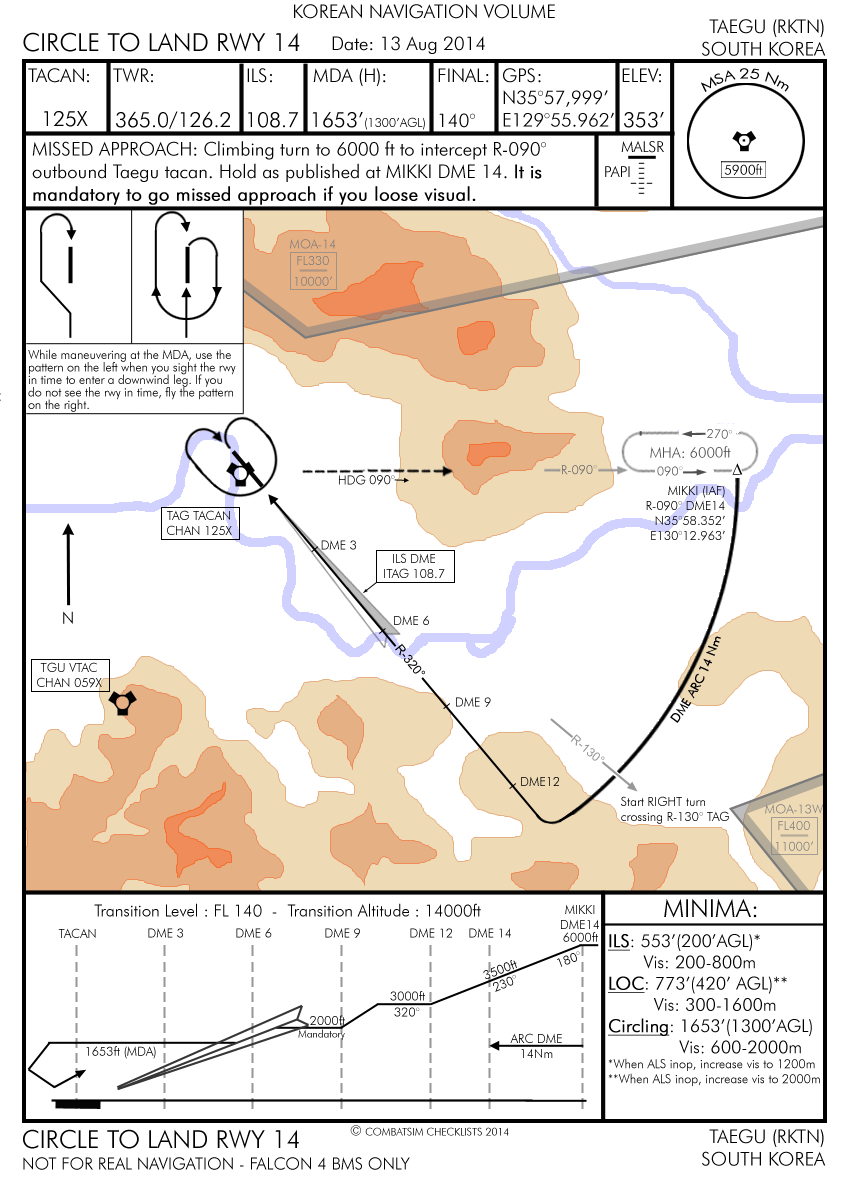 KOREAN NAVIGATION VOLUME
CIRCLE TO LAND RWY 14 Date: 13 Aug 2014
TAEGU (RKTN)
SOUTH KOREA
TACAN:
125X
TWR:
365.0/126.2
ILS:
108.7
MDA (H):
1653’(1300’AGL)
FINAL:
140°
GPS:
N35°57,999’
E129°55.962’
ELEV:
353’
MSA 25 Nm
5900ft
MISSED APPROACH: Climbing turn to 6000 ft to intercept R-090°
outbound Taegu tacan. Hold as published at MIKKI DME 14. It is
mandatory to go missed approach if you loose visual.
MALSR
PAPI
While maneuvering at the MDA, use the
pattern on the left when you sight the rwy
in time to enter a downwind leg. If you
do not see the rwy in time, fly the pattern
on the right.
MOA-14
FL330
10000’
270°
MHA: 6000ft
090°
R-090°
HDG 090°
MIKKI (IAF)
R-090° DME14
N35°58.352’
E130°12.963’
TAG TACAN
CHAN 125X
DME 3
ILS DME
ITAG 108.7
N
DME 6
R-320°
TGU VTAC
CHAN 059X
DME 9
DME ARC 14 Nm
R-130°
DME12
Start RIGHT turn
crossing R-130° TAG
MOA-13W
FL400
11000’
Transition Level : FL 140 - Transition Altitude : 14000ft
TACAN
DME 3
DME 6
DME 9
DME 12
DME 14
MIKKI
DME14
6000ft
180°
3500ft
230°
3000ft
320°
2000ft
Mandatory
1653ft (MDA)
ARC DME
14Nm
MINIMA:
ILS: 553’(200’AGL)*
Vis: 200-800m
LOC: 773’(420’ AGL)**
Vis: 300-1600m
Circling: 1653’(1300’AGL)
Vis: 600-2000m
*When ALS inop, increase vis to 1200m
**When ALS inop, increase vis to 2000m
CIRCLE TO LAND RWY 14
© COMBATSIM CHECKLISTS 2014
TAEGU (RKTN)
NOT FOR REAL NAVIGATION - FALCON 4 BMS ONLY
SOUTH KOREA